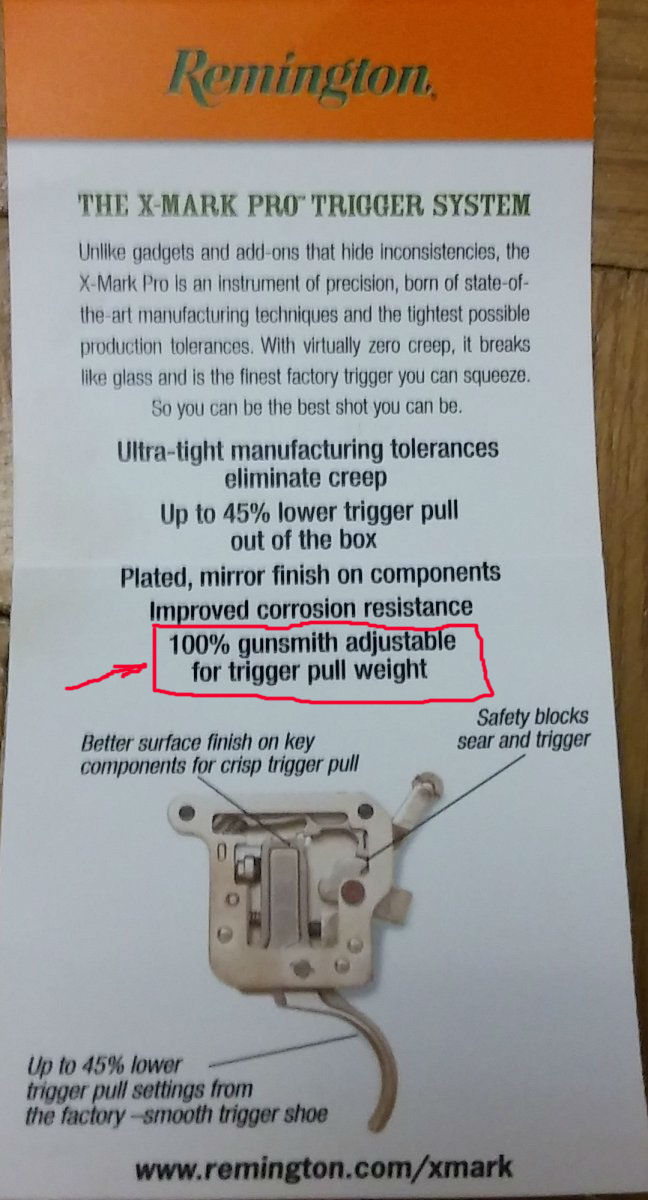 Remington®
THE X-MARK PRO™ TRIGGER SYSTEM
Unlike gadgets and add-ons that hide inconsistencies, the
X-Mark Pro is an instrument of precision, born of state-of-
the-art manufacturing techniques and the tightest possible
production tolerances. With virtually zero creep, it breaks
like glass and is the finest factory trigger you can squeeze.
So you can be the best shot you can be.
Ultra-tight manufacturing tolerances
eliminate creep
Up to 45% lower trigger pull
out of the box
Plated, mirror finish on components
Improved corrosion resistance
100% gunsmith adjustable
for trigger pull weight
Safety blocks
sear and trigger
Better surface finish on key
components for crisp trigger pull
Up to 45% lower
trigger pull settings from
the factory –smooth trigger shoe
www.remington.com/xmark